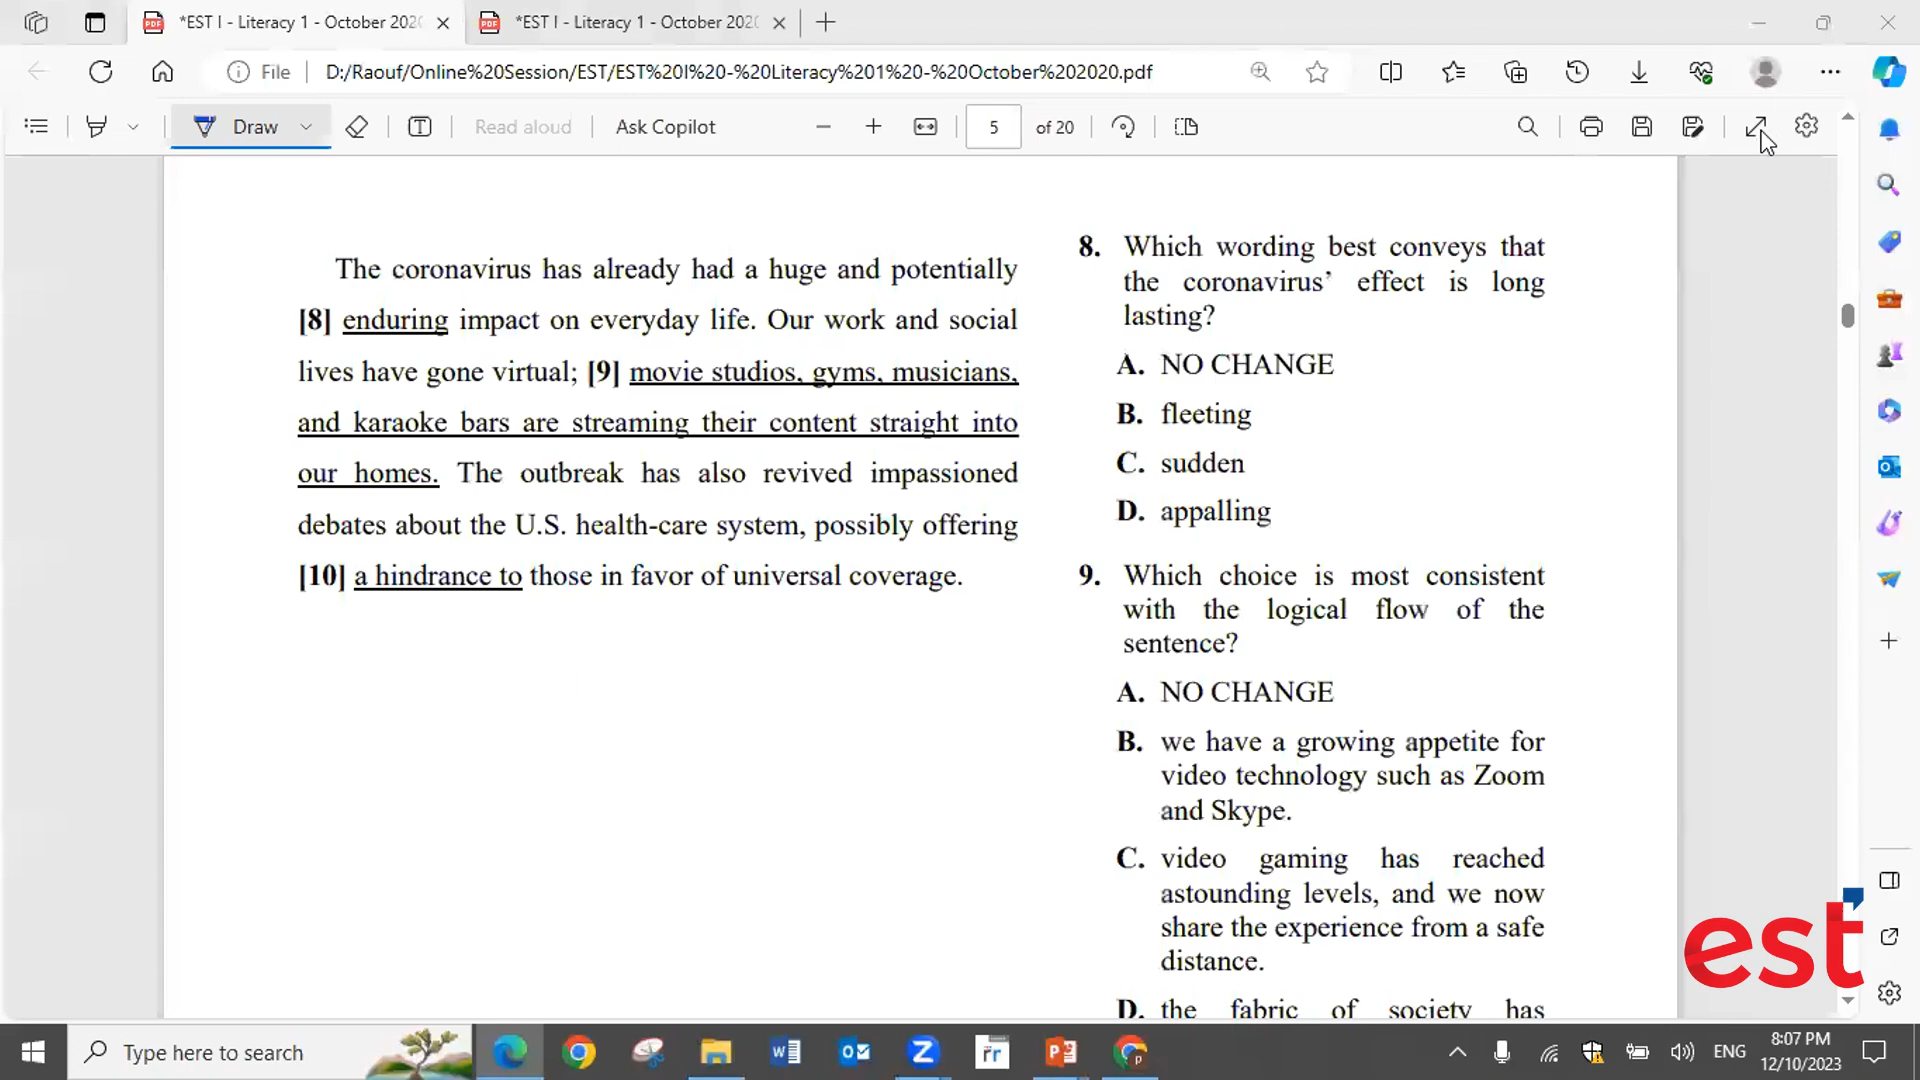 *EST I - Literacy 1 - October 202
*EST I - Literacy 1 - October 202
File
D:/Raouf/Online%20Session/EST/EST%20I%20-%20Literacy%201%20-%20October%202020.pdf
Draw
Read aloud
Ask Copilot
5
of 20
The coronavirus has already had a huge and potentially
[8] enduring impact on everyday life. Our work and social
lives have gone virtual; [9] movie studios, gyms, musicians,
and karaoke bars are streaming their content straight into
our homes. The outbreak has also revived impassioned
debates about the U.S. health-care system, possibly offering
[10] a hindrance to those in favor of universal coverage.
8. Which wording best conveys that
the coronavirus’ effect is long
lasting?
A. NO CHANGE
B. fleeting
C. sudden
D. appalling
9. Which choice is most consistent
with the logical flow of the
sentence?
A. NO CHANGE
B. we have a growing appetite for
video technology such as Zoom
and Skype.
C. video gaming has reached
astounding levels, and we now
share the experience from a safe
distance.
D. the fabric of society has
est
Type here to search
ENG
8:07 PM
12/10/2023